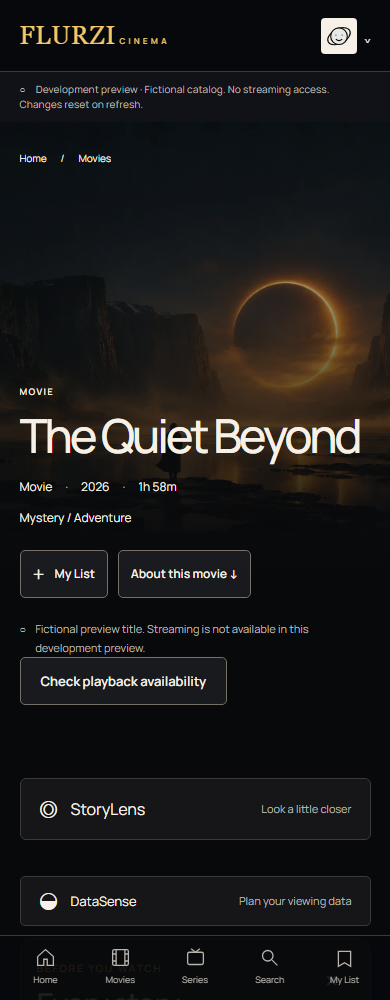 FLURZI CINEMA
Development preview · Fictional catalog. No streaming access.
Changes reset on refresh.
Home / Movies
MOVIE
The Quiet Beyond
Movie · 2026 · 1h 58m
Mystery / Adventure
+ My List
About this movie ↓
Fictional preview title. Streaming is not available in this
development preview.
Check playback availability
StoryLens
Look a little closer
DataSense
Plan your viewing data
BEFORE YOU WATCH
Home
Movies
Series
Search
My List